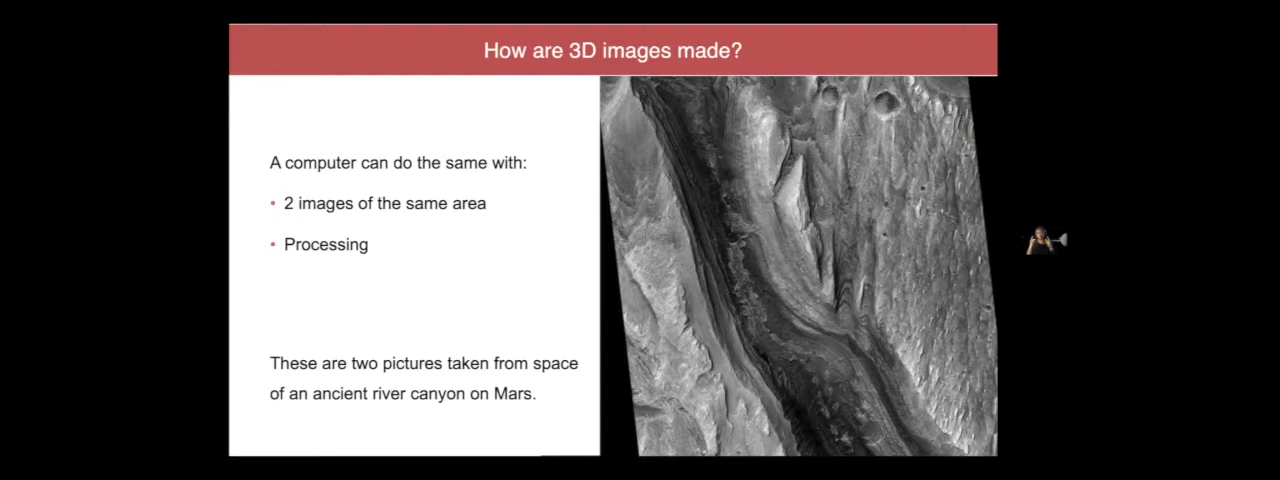 How are 3D images made?
A computer can do the same with:
• 2 images of the same area
• Processing
These are two pictures taken from space
of an ancient river canyon on Mars.